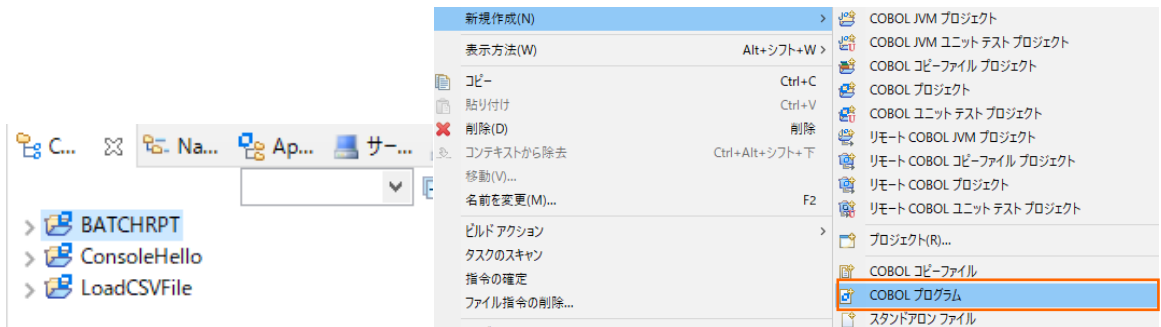 C...
Na...
Ap...
サー...
BATCHRPT
ConsoleHello
LoadCSVFile
新規作成(N)
表示方法(W) Alt+シフト+W
コピー Ctrl+C
貼り付け Ctrl+V
削除(D) 削除
コンテキストから除去 Ctrl+Alt+シフト+下
移動(V)...
名前を変更(M)... F2
ビルド アクション
タスクのスキャン
指令の確定
ファイル指令の削除...
COBOL JVM プロジェクト
COBOL JVM ユニット テスト プロジェクト
COBOL コピーファイル プロジェクト
COBOL プロジェクト
COBOL ユニット テスト プロジェクト
リモート COBOL JVM プロジェクト
リモート COBOL コピーファイル プロジェクト
リモート COBOL プロジェクト
リモート COBOL ユニット テスト プロジェクト
プロジェクト(R)...
COBOL コピーファイル
COBOL プログラム
スタンドアロン ファイル